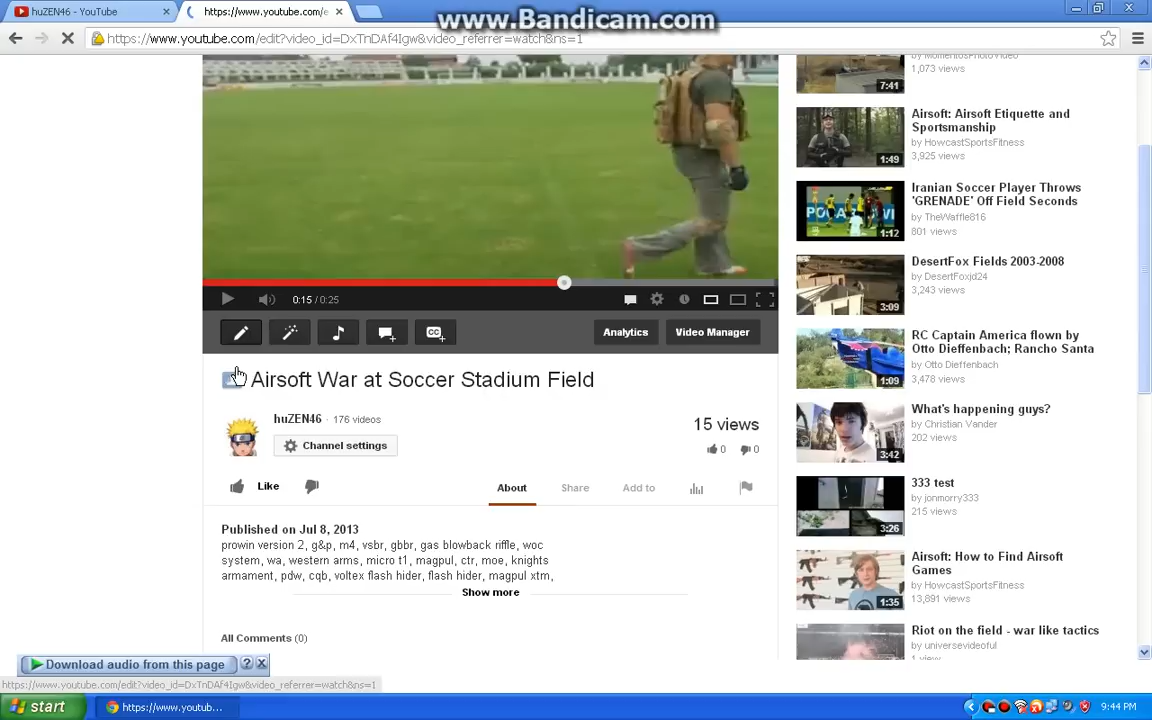 www.Bandicam.com
huZEN46 - YouTube
https://www.youtube.com/e
https://www.youtube.com/edit?video_id=DxTnDAf4Igw&video_referrer=watch&ns=1
1,073 views
7:41
Airsoft: Airsoft Etiquette and
Sportsmanship
by HowcastSportsFitness
3,925 views
1:49
Iranian Soccer Player Throws
'GRENADE' Off Field Seconds
by TheWaffle816
801 views
1:12
DesertFox Fields 2003-2008
by DesertFoxjd24
3,243 views
3:09
0:15 / 0:25
Analytics
Video Manager
RC Captain America flown by
Otto Dieffenbach; Rancho Santa
by Otto Dieffenbach
3,478 views
1:09
Airsoft War at Soccer Stadium Field
huZEN46 · 176 videos
Channel settings
15 views
0 0
What's happening guys?
by Christian Vander
202 views
3:42
Like
About
Share
Add to
333 test
by jonmorry333
215 views
3:26
Published on Jul 8, 2013
prowin version 2, g&p, m4, vsbr, gbbr, gas blowback riffle, woc
system, wa, western arms, micro t1, magpul, ctr, moe, knights
armament, pdw, cqb, voltex flash hider, flash hider, magpul xtm,
Show more
Airsoft: How to Find Airsoft
Games
by HowcastSportsFitness
13,891 views
1:35
All Comments (0)
Riot on the field - war like tactics
by universevideoful
1 view
Download audio from this page
?
https://www.youtube.com/edit?video_id=DxTnDAf4Igw&video_referrer=watch&ns=1
start
https://www.youtub...
9:44 PM